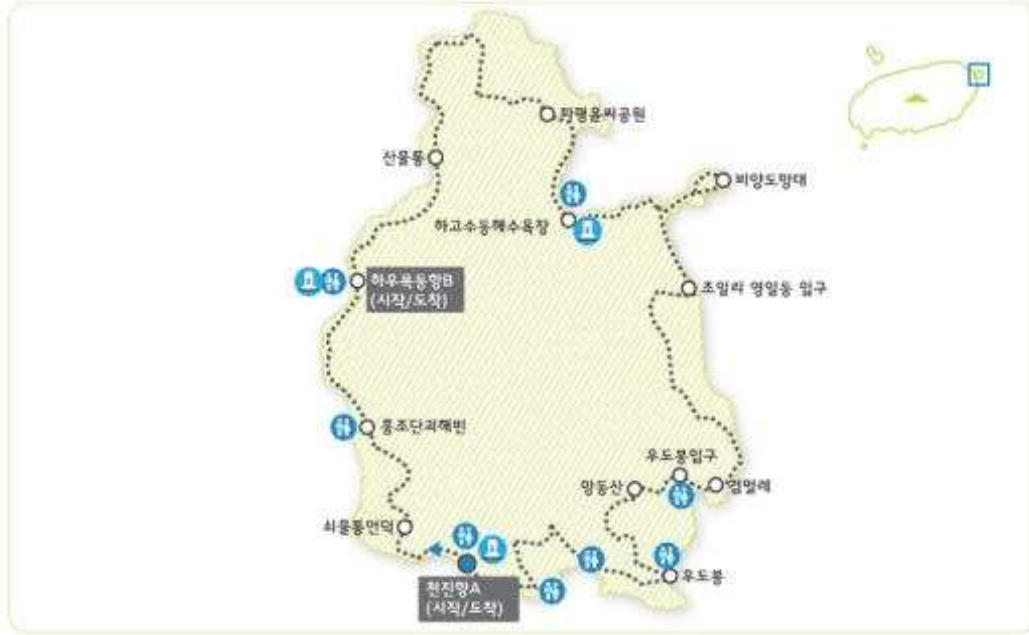 파평윤씨공원
산물통
비양도망대
하고수동해수욕장
하우목동항B
(시작/도착)
조일리 영일동 입구
홍조단괴해빈
우도봉입구
망동산
검멀레
쇠물통언덕
우도봉
천진항A
(시작/도착)